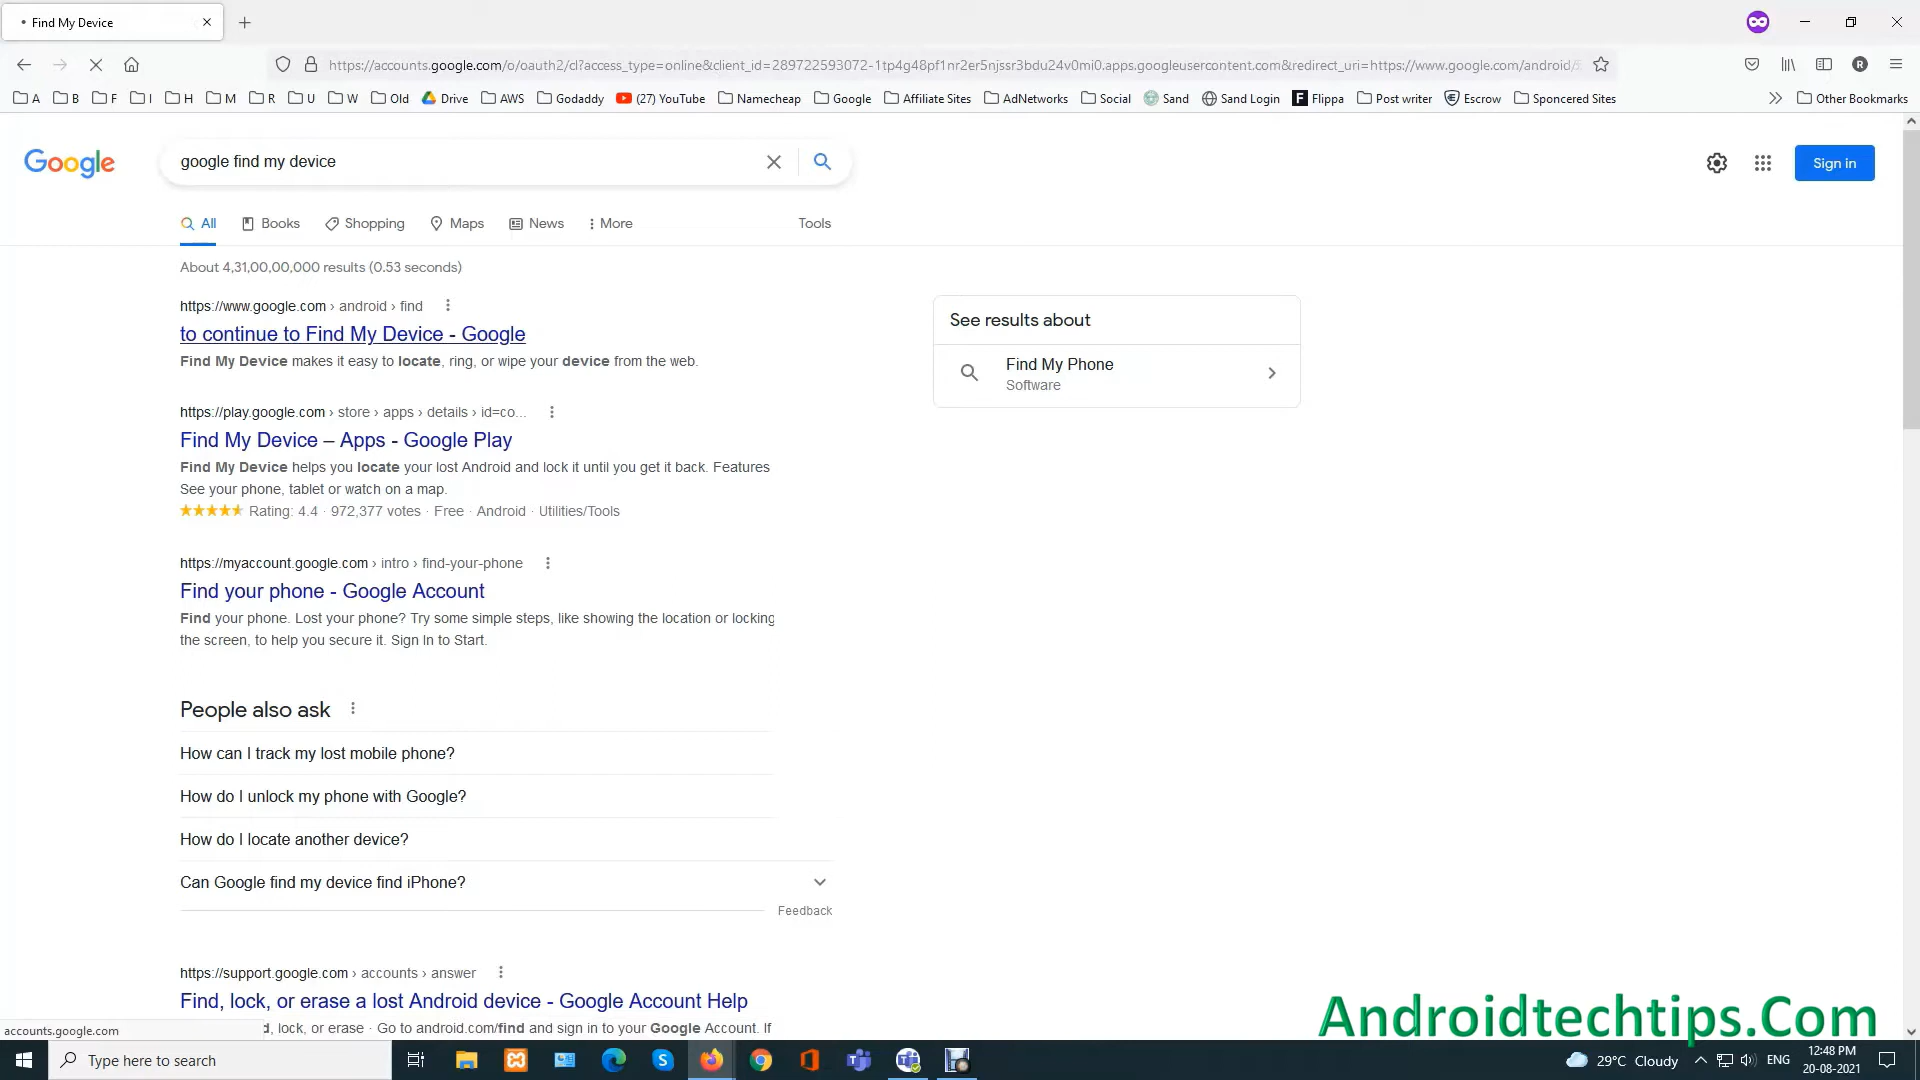 Find My Device
https://accounts.google.com/o/oauth2/cl?access_type=online&client_id=289722593072-1tp4g48pf1nr2er5njssr3bdu24v0mi0.apps.googleusercontent.com&redirect_uri=https://www.google.com/android/
A B F I H M R U W Old Drive AWS Godaddy (27) YouTube Namecheap Google Affiliate Sites AdNetworks Social Sand Sand Login Flippa Post writer Escrow Sponcered Sites Other Bookmarks
Google google find my device Sign in
All Books Shopping Maps News More Tools
About 4,31,00,00,000 results (0.53 seconds)
https://www.google.com › android › find
to continue to Find My Device - Google
Find My Device makes it easy to locate, ring, or wipe your device from the web.
See results about
Find My Phone
Software
https://play.google.com › store › apps › details › id=co...
Find My Device – Apps - Google Play
Find My Device helps you locate your lost Android and lock it until you get it back. Features
See your phone, tablet or watch on a map.
Rating: 4.4 · 972,377 votes · Free · Android · Utilities/Tools
https://myaccount.google.com › intro › find-your-phone
Find your phone - Google Account
Find your phone. Lost your phone? Try some simple steps, like showing the location or locking
the screen, to help you secure it. Sign In to Start.
People also ask
How can I track my lost mobile phone?
How do I unlock my phone with Google?
How do I locate another device?
Can Google find my device find iPhone?
Feedback
https://support.google.com › accounts › answer
Find, lock, or erase a lost Android device - Google Account Help
d, lock, or erase · Go to android.com/find and sign in to your Google Account. If
accounts.google.com
Androidtechtips.Com
Type here to search
29°C Cloudy
ENG
12:48 PM
20-08-2021